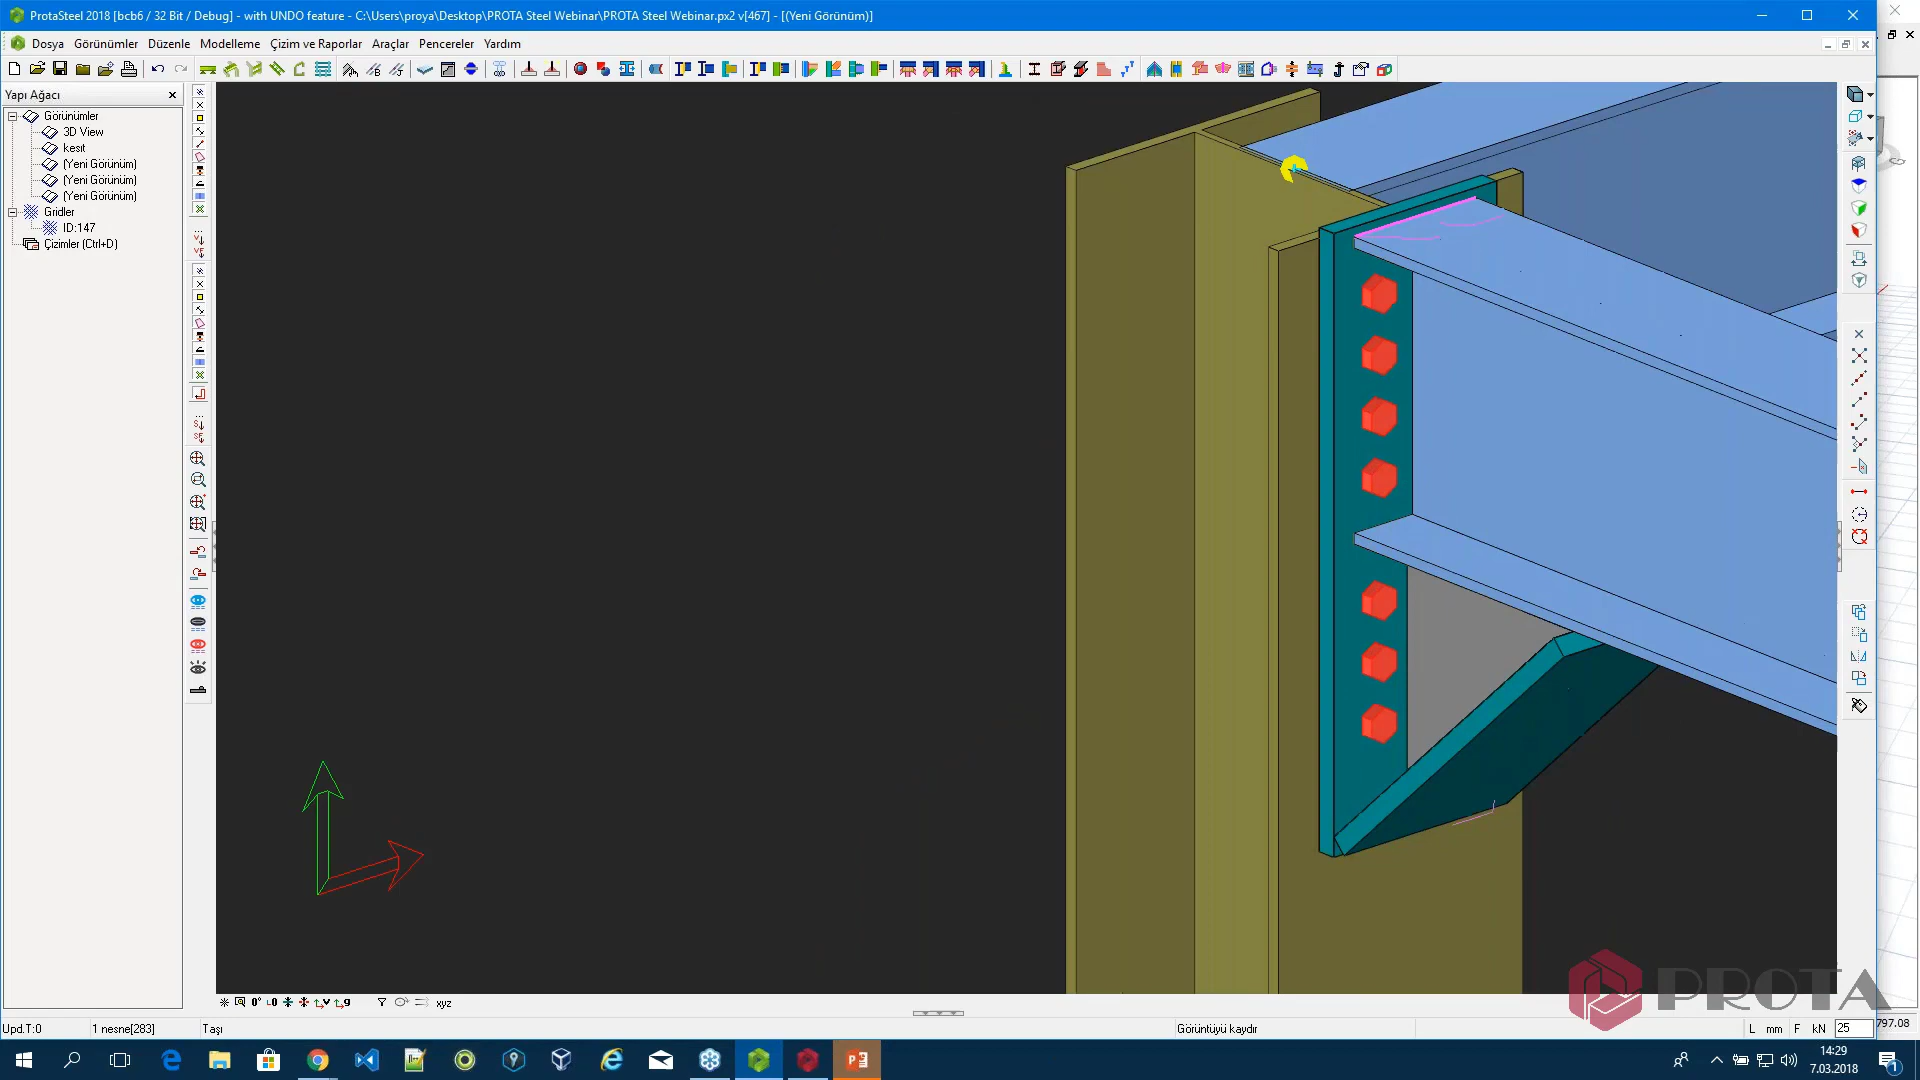 ProtaSteel 2018 [bcb6 / 32 Bit / Debug] - with UNDO feature - C:\Users\proya\Desktop\PROTA Steel Webinar\PROTA Steel Webinar.px2 v[467] - [(Yeni Görünüm)]
Dosya Görünümler Düzenle Modelleme Çizim ve Raporlar Araçlar Pencereler Yardım
Yapı Ağacı
Görünümler
3D View
kesit
(Yeni Görünüm)
(Yeni Görünüm)
(Yeni Görünüm)
Gridler
ID:147
Çizimler (Ctrl+D)
xyz
PROTA
Upd.T:0 1 nesne[283] Taşı Görüntüyü kaydır L mm F kN 25 797.08
14:29
7.03.2018